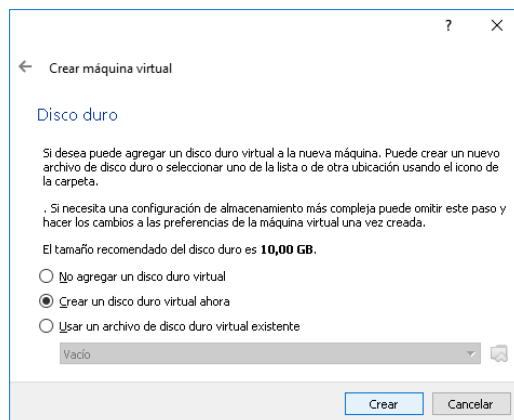 ?
Crear máquina virtual
Disco duro
Si desea puede agregar un disco duro virtual a la nueva máquina. Puede crear un nuevo
archivo de disco duro o seleccionar uno de la lista o de otra ubicación usando el icono de
la carpeta.
. Si necesita una configuración de almacenamiento más compleja puede omitir este paso y
hacer los cambios a las preferencias de la máquina virtual una vez creada.
El tamaño recomendado del disco duro es 10,00 GB.
No agregar un disco duro virtual
Crear un disco duro virtual ahora
Usar un archivo de disco duro virtual existente
Vacío
Crear Cancelar